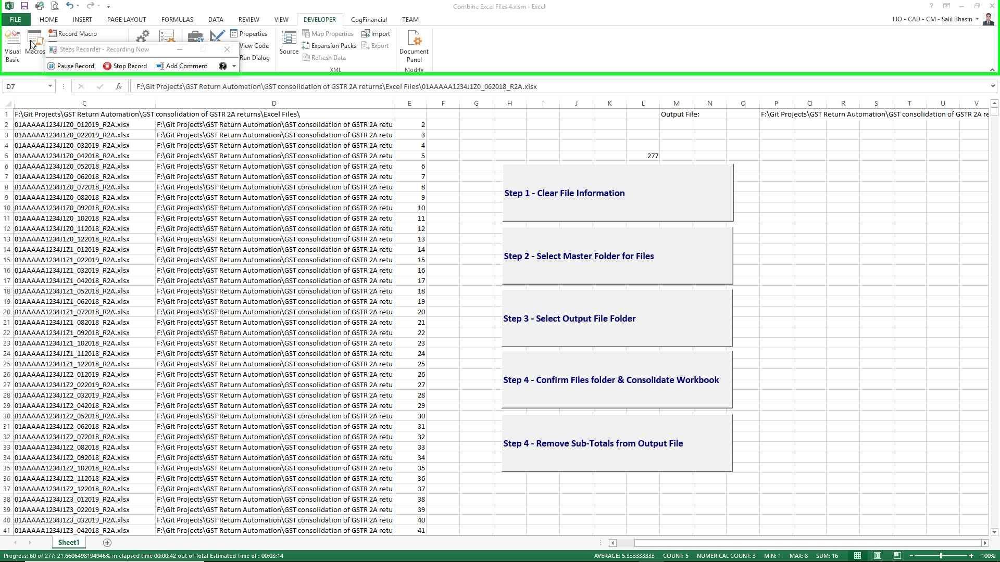 Combine Excel Files 4.xlsm - Excel
FILE HOME INSERT PAGE LAYOUT FORMULAS DATA REVIEW VIEW DEVELOPER CogFinancial TEAM HO - CAD - CM - Salil Bhasin
Visual Basic
Macros
Record Macro
Properties
View Code
Run Dialog
Source
Map Properties
Expansion Packs
Refresh Data
Import
Export
XML
Document Panel
Modify
Steps Recorder - Recording Now
Pause Record Stop Record Add Comment
D7 fx F:\Git Projects\GST Return Automation\GST consolidation of GSTR 2A returns\Excel Files\01AAAAA1234J1Z0_062018_R2A.xlsx
C D E F G H I J K L M N O P Q R S T U V
1 F:\Git Projects\GST Return Automation\GST consolidation of GSTR 2A returns\Excel Files\ Output File: F:\Git Projects\GST Return Automation\GST consolidation of GSTR 2A re
2 01AAAAA1234J1Z0_012019_R2A.xlsx F:\Git Projects\GST Return Automation\GST consolidation of GSTR 2A retu 2
3 01AAAAA1234J1Z0_022019_R2A.xlsx F:\Git Projects\GST Return Automation\GST consolidation of GSTR 2A retu 3
4 01AAAAA1234J1Z0_032019_R2A.xlsx F:\Git Projects\GST Return Automation\GST consolidation of GSTR 2A retu 4
5 01AAAAA1234J1Z0_042018_R2A.xlsx F:\Git Projects\GST Return Automation\GST consolidation of GSTR 2A retu 5 277
6 01AAAAA1234J1Z0_052018_R2A.xlsx F:\Git Projects\GST Return Automation\GST consolidation of GSTR 2A retu 6
7 01AAAAA1234J1Z0_062018_R2A.xlsx F:\Git Projects\GST Return Automation\GST consolidation of GSTR 2A retu 7
8 01AAAAA1234J1Z0_072018_R2A.xlsx F:\Git Projects\GST Return Automation\GST consolidation of GSTR 2A retu 8
9 01AAAAA1234J1Z0_082018_R2A.xlsx F:\Git Projects\GST Return Automation\GST consolidation of GSTR 2A retu 9
10 01AAAAA1234J1Z0_092018_R2A.xlsx F:\Git Projects\GST Return Automation\GST consolidation of GSTR 2A retu 10
11 01AAAAA1234J1Z0_102018_R2A.xlsx F:\Git Projects\GST Return Automation\GST consolidation of GSTR 2A retu 11
12 01AAAAA1234J1Z0_112018_R2A.xlsx F:\Git Projects\GST Return Automation\GST consolidation of GSTR 2A retu 12
13 01AAAAA1234J1Z0_122018_R2A.xlsx F:\Git Projects\GST Return Automation\GST consolidation of GSTR 2A retu 13
14 01AAAAA1234J1Z1_012019_R2A.xlsx F:\Git Projects\GST Return Automation\GST consolidation of GSTR 2A retu 14
15 01AAAAA1234J1Z1_022019_R2A.xlsx F:\Git Projects\GST Return Automation\GST consolidation of GSTR 2A retu 15
16 01AAAAA1234J1Z1_032019_R2A.xlsx F:\Git Projects\GST Return Automation\GST consolidation of GSTR 2A retu 16
17 01AAAAA1234J1Z1_042018_R2A.xlsx F:\Git Projects\GST Return Automation\GST consolidation of GSTR 2A retu 17
18 01AAAAA1234J1Z1_052018_R2A.xlsx F:\Git Projects\GST Return Automation\GST consolidation of GSTR 2A retu 18
19 01AAAAA1234J1Z1_062018_R2A.xlsx F:\Git Projects\GST Return Automation\GST consolidation of GSTR 2A retu 19
20 01AAAAA1234J1Z1_072018_R2A.xlsx F:\Git Projects\GST Return Automation\GST consolidation of GSTR 2A retu 20
21 01AAAAA1234J1Z1_082018_R2A.xlsx F:\Git Projects\GST Return Automation\GST consolidation of GSTR 2A retu 21
22 01AAAAA1234J1Z1_092018_R2A.xlsx F:\Git Projects\GST Return Automation\GST consolidation of GSTR 2A retu 22
23 01AAAAA1234J1Z1_102018_R2A.xlsx F:\Git Projects\GST Return Automation\GST consolidation of GSTR 2A retu 23
24 01AAAAA1234J1Z1_112018_R2A.xlsx F:\Git Projects\GST Return Automation\GST consolidation of GSTR 2A retu 24
25 01AAAAA1234J1Z1_122018_R2A.xlsx F:\Git Projects\GST Return Automation\GST consolidation of GSTR 2A retu 25
26 01AAAAA1234J1Z2_012019_R2A.xlsx F:\Git Projects\GST Return Automation\GST consolidation of GSTR 2A retu 26
27 01AAAAA1234J1Z2_022019_R2A.xlsx F:\Git Projects\GST Return Automation\GST consolidation of GSTR 2A retu 27
28 01AAAAA1234J1Z2_032019_R2A.xlsx F:\Git Projects\GST Return Automation\GST consolidation of GSTR 2A retu 28
29 01AAAAA1234J1Z2_042018_R2A.xlsx F:\Git Projects\GST Return Automation\GST consolidation of GSTR 2A retu 29
30 01AAAAA1234J1Z2_052018_R2A.xlsx F:\Git Projects\GST Return Automation\GST consolidation of GSTR 2A retu 30
31 01AAAAA1234J1Z2_062018_R2A.xlsx F:\Git Projects\GST Return Automation\GST consolidation of GSTR 2A retu 31
32 01AAAAA1234J1Z2_072018_R2A.xlsx F:\Git Projects\GST Return Automation\GST consolidation of GSTR 2A retu 32
33 01AAAAA1234J1Z2_082018_R2A.xlsx F:\Git Projects\GST Return Automation\GST consolidation of GSTR 2A retu 33
34 01AAAAA1234J1Z2_092018_R2A.xlsx F:\Git Projects\GST Return Automation\GST consolidation of GSTR 2A retu 34
35 01AAAAA1234J1Z2_102018_R2A.xlsx F:\Git Projects\GST Return Automation\GST consolidation of GSTR 2A retu 35
36 01AAAAA1234J1Z2_112018_R2A.xlsx F:\Git Projects\GST Return Automation\GST consolidation of GSTR 2A retu 36
37 01AAAAA1234J1Z2_122018_R2A.xlsx F:\Git Projects\GST Return Automation\GST consolidation of GSTR 2A retu 37
38 01AAAAA1234J1Z3_012019_R2A.xlsx F:\Git Projects\GST Return Automation\GST consolidation of GSTR 2A retu 38
39 01AAAAA1234J1Z3_022019_R2A.xlsx F:\Git Projects\GST Return Automation\GST consolidation of GSTR 2A retu 39
40 01AAAAA1234J1Z3_032019_R2A.xlsx F:\Git Projects\GST Return Automation\GST consolidation of GSTR 2A retu 40
41 01AAAAA1234J1Z3_042018_R2A.xlsx F:\Git Projects\GST Return Automation\GST consolidation of GSTR 2A retu 41
Step 1 - Clear File Information
Step 2 - Select Master Folder for Files
Step 3 - Select Output File Folder
Step 4 - Confirm Files folder & Consolidate Workbook
Step 4 - Remove Sub-Totals from Output File
Sheet1
Progress: 60 of 277: 21.6606498194946% in elapsed time 00:00:42 out of Total Estimated Time of : 00:03:14 AVERAGE: 5.333333333 COUNT: 5 NUMERICAL COUNT: 3 MIN: 1 MAX: 8 SUM: 16 100%